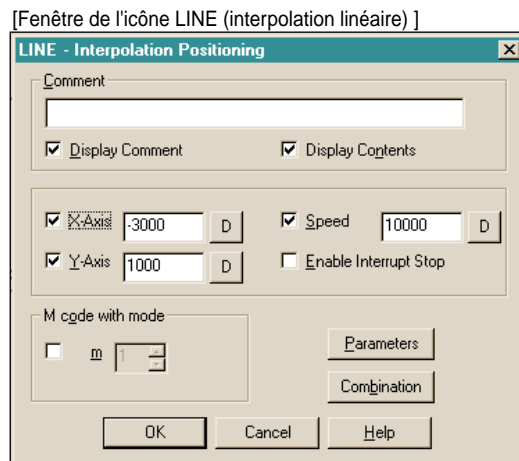 [Fenêtre de l'icône LINE (interpolation linéaire) ]
LINE - Interpolation Positioning
Comment
Display Comment
Display Contents
X-Axis -3000 D
Speed 10000 D
Y-Axis 1000 D
Enable Interrupt Stop
M code with mode
m 1
Parameters
Combination
OK
Cancel
Help